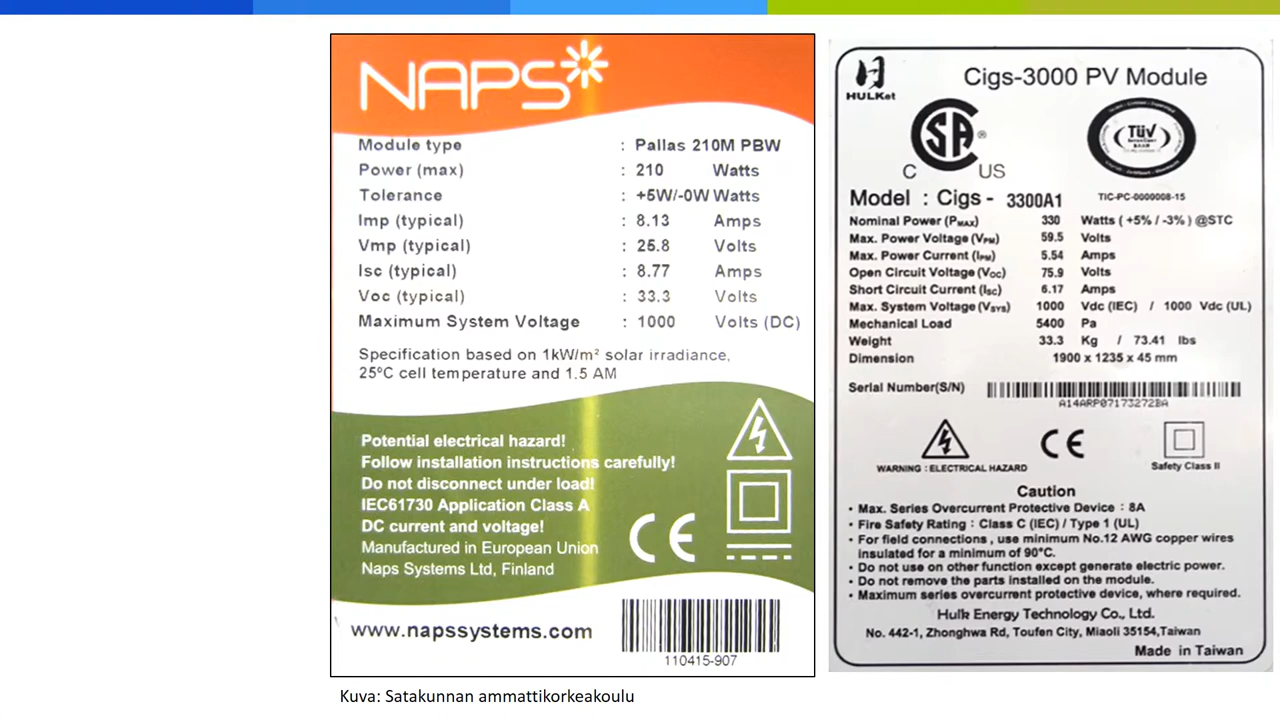 NAPS
Module type : Pallas 210M PBW
Power (max) : 210 Watts
Tolerance : +5W/-0W Watts
Imp (typical) : 8.13 Amps
Vmp (typical) : 25.8 Volts
Isc (typical) : 8.77 Amps
Voc (typical) : 33.3 Volts
Maximum System Voltage : 1000 Volts (DC)
Specification based on 1kW/m² solar irradiance,
25ºC cell temperature and 1.5 AM
Potential electrical hazard!
Follow installation instructions carefully!
Do not disconnect under load!
IEC61730 Application Class A
DC current and voltage!
Manufactured in European Union
Naps Systems Ltd, Finland
CE
www.napssystems.com
110415-907
HULKet
Cigs-3000 PV Module
CSA ®
C US
TÜV
TIC-PC-0000008-15
Model : Cigs - 3300A1
Nominal Power (PMAX) 330 Watts ( +5% / -3% ) @STC
Max. Power Voltage (VPM) 59.5 Volts
Max. Power Current (IPM) 5.54 Amps
Open Circuit Voltage (VOC) 75.9 Volts
Short Circuit Current (ISC) 6.17 Amps
Max. System Voltage (VSYS) 1000 Vdc (IEC) / 1000 Vdc (UL)
Mechanical Load 5400 Pa
Weight 33.3 Kg / 73.41 lbs
Dimension 1900 x 1235 x 45 mm
Serial Number(S/N)
A14ARP07173272BA
WARNING : ELECTRICAL HAZARD
CE
Safety Class II
Caution
• Max. Series Overcurrent Protective Device : 8A
• Fire Safety Rating : Class C (IEC) / Type 1 (UL)
• For field connections , use minimum No.12 AWG copper wires
insulated for a minimum of 90°C.
• Do not use on other function except generate electric power.
• Do not remove the parts installed on the module.
• Maximum series overcurrent protective device, where required.
Hulk Energy Technology Co., Ltd.
No. 442-1, Zhonghwa Rd, Toufen City, Miaoli 35154,Taiwan
Made in Taiwan
Kuva: Satakunnan ammattikorkeakoulu